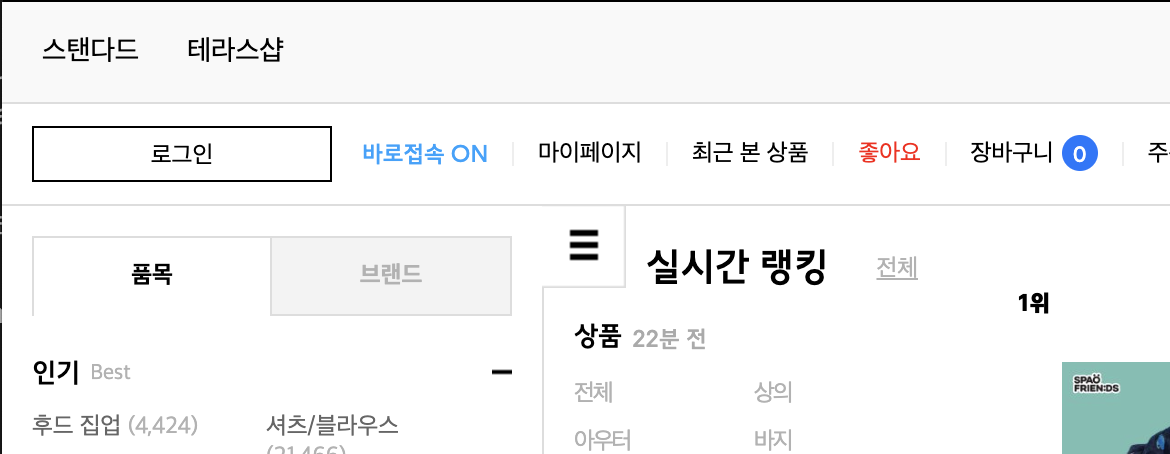 스탠다드 테라스샵
로그인 바로접속 ON 마이페이지 최근 본 상품 좋아요 장바구니 0
품목 브랜드
실시간 랭킹 전체
1위
상품 22분 전
인기 Best
전체 상의
후드 집업 (4,424) 셔츠/블라우스
아우터 바지
SPAO
FRIEN:DS